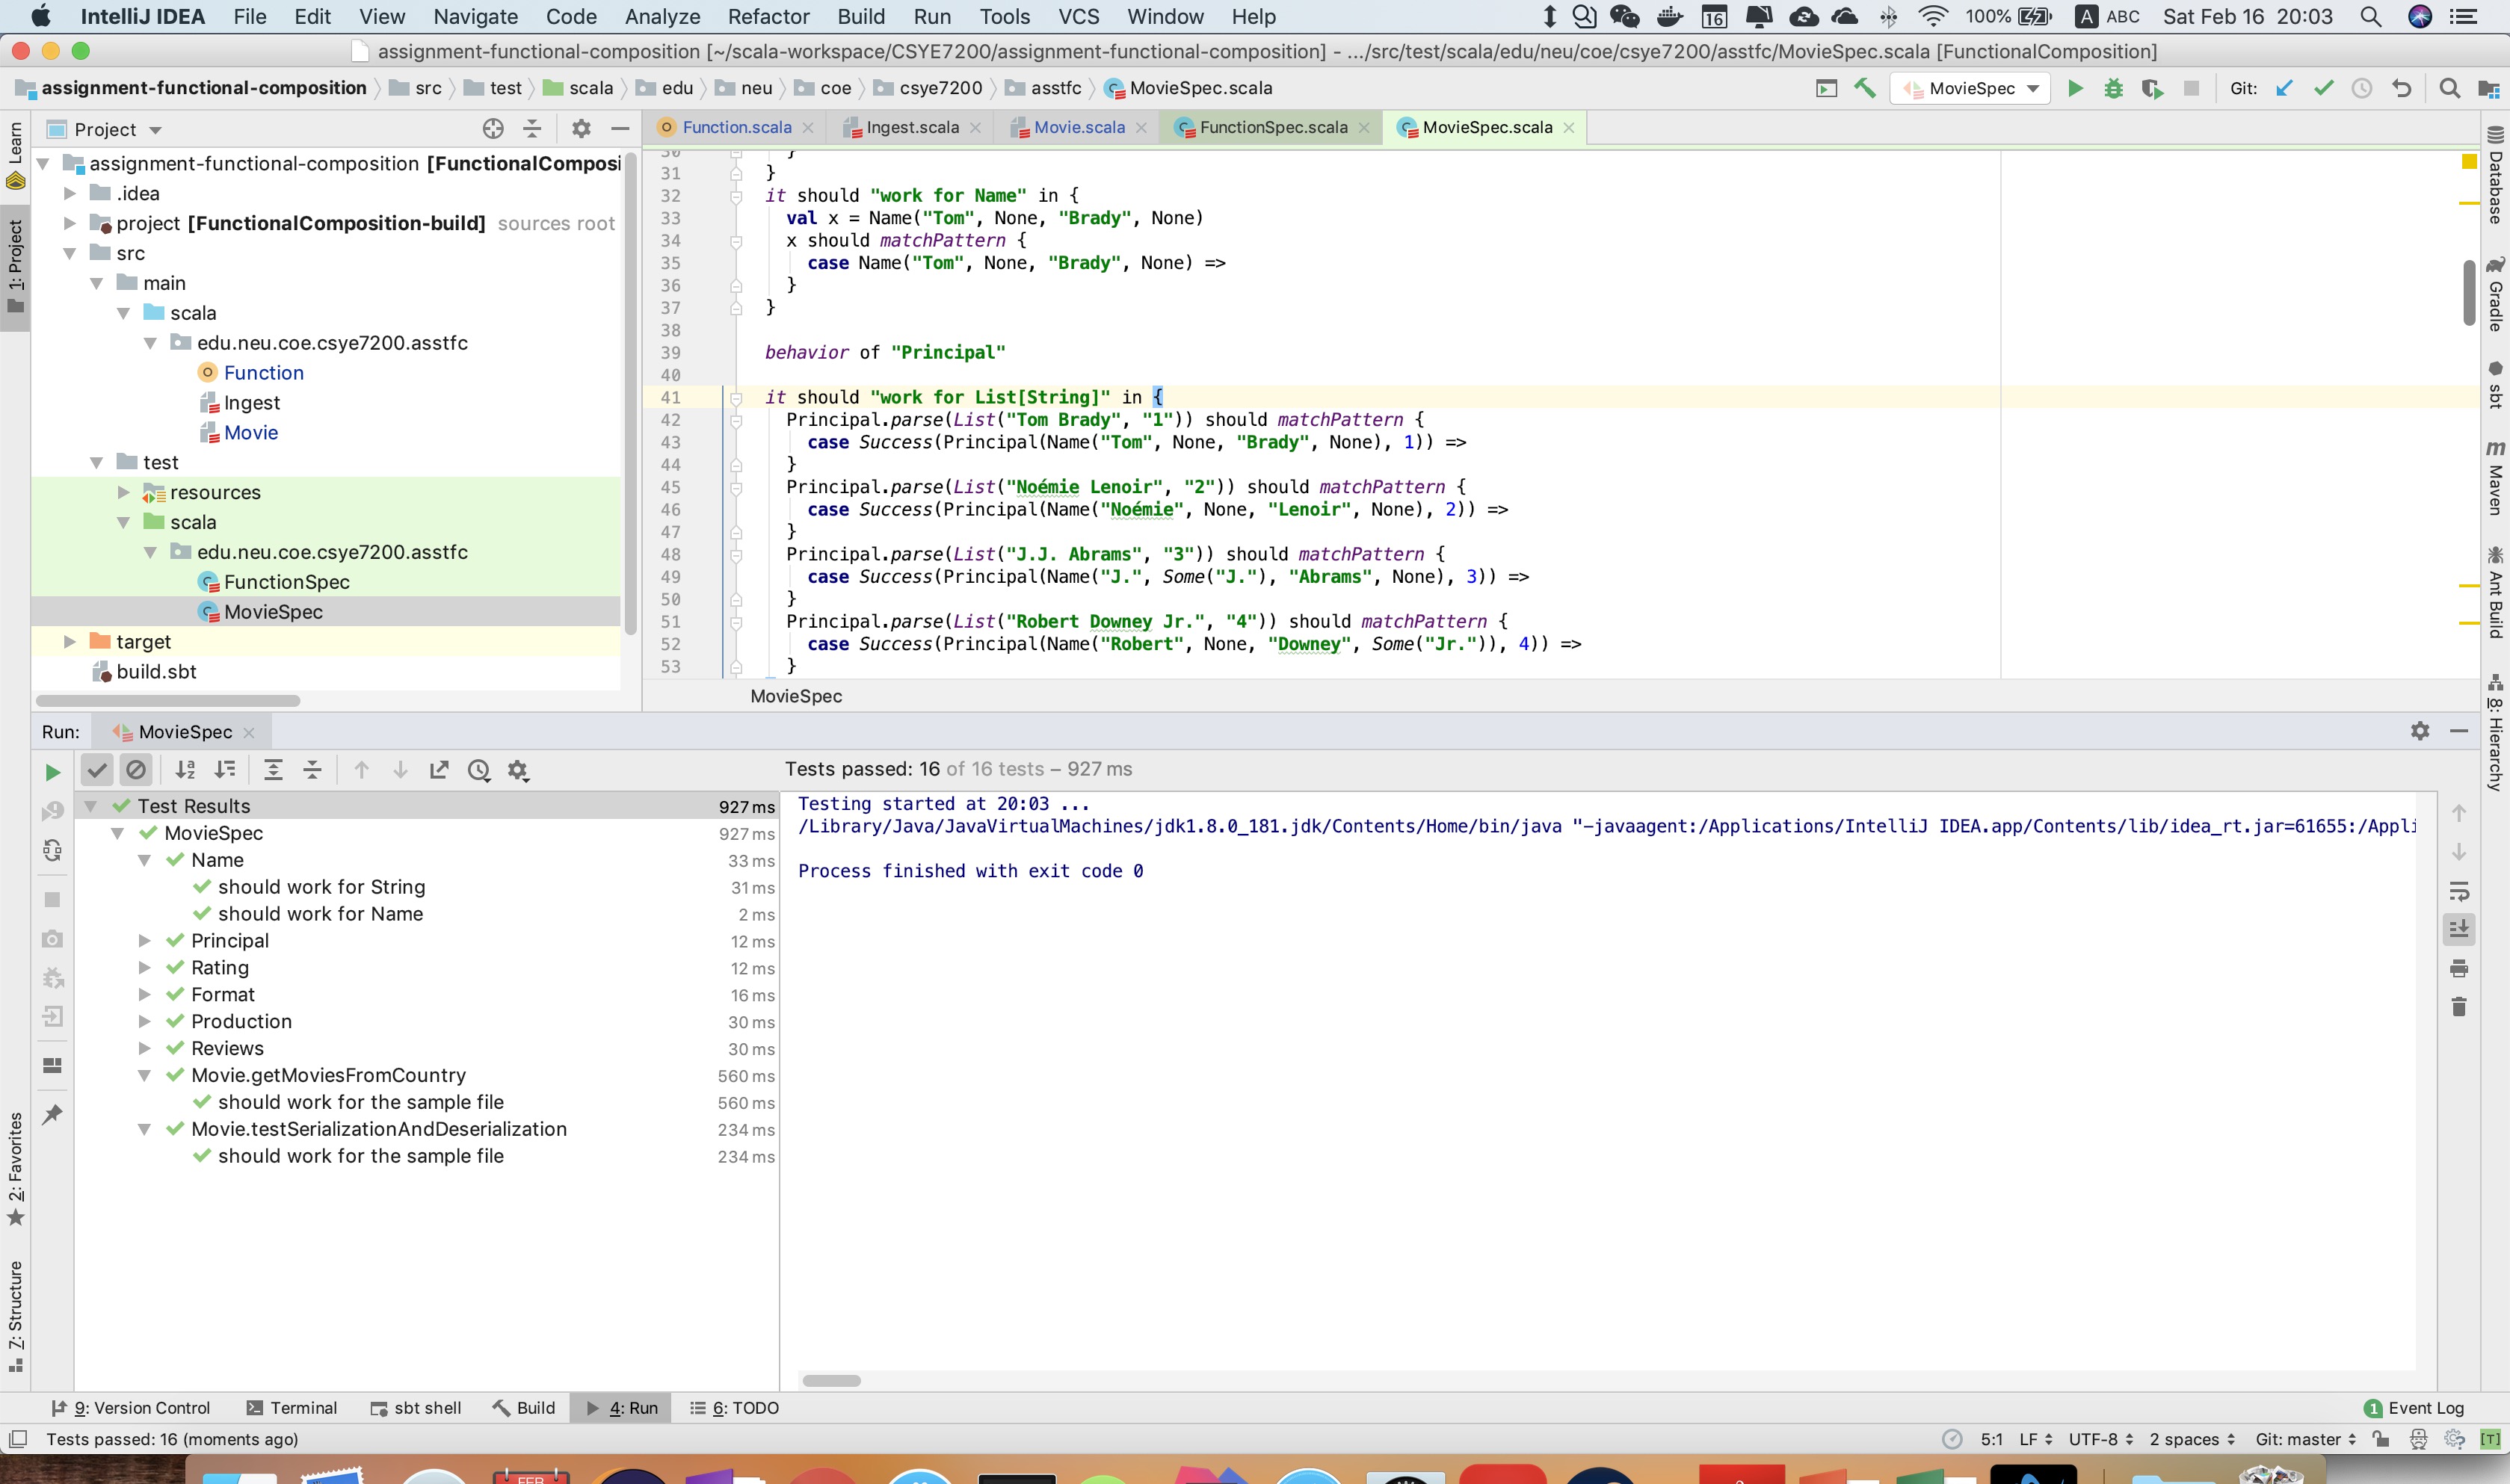 IntelliJ IDEA File Edit View Navigate Code Analyze Refactor Build Run Tools VCS Window Help 16 100% A ABC Sat Feb 16 20:03
assignment-functional-composition [~/scala-workspace/CSYE7200/assignment-functional-composition] - .../src/test/scala/edu/neu/coe/csye7200/asstfc/MovieSpec.scala [FunctionalComposition]
assignment-functional-composition src test scala edu neu coe csye7200 asstfc MovieSpec.scala MovieSpec Git:
Project
Function.scala Ingest.scala Movie.scala FunctionSpec.scala MovieSpec.scala
Learn
1: Project
2: Favorites
7: Structure
assignment-functional-composition [FunctionalComposi
.idea
project [FunctionalComposition-build] sources root
src
main
scala
edu.neu.coe.csye7200.asstfc
Function
Ingest
Movie
test
resources
scala
edu.neu.coe.csye7200.asstfc
FunctionSpec
MovieSpec
target
build.sbt
30 }
31 }
32 it should "work for Name" in {
33 val x = Name("Tom", None, "Brady", None)
34 x should matchPattern {
35 case Name("Tom", None, "Brady", None) =>
36 }
37 }
38
39 behavior of "Principal"
40
41 it should "work for List[String]" in {
42 Principal.parse(List("Tom Brady", "1")) should matchPattern {
43 case Success(Principal(Name("Tom", None, "Brady", None), 1)) =>
44 }
45 Principal.parse(List("Noémie Lenoir", "2")) should matchPattern {
46 case Success(Principal(Name("Noémie", None, "Lenoir", None), 2)) =>
47 }
48 Principal.parse(List("J.J. Abrams", "3")) should matchPattern {
49 case Success(Principal(Name("J.", Some("J."), "Abrams", None), 3)) =>
50 }
51 Principal.parse(List("Robert Downey Jr.", "4")) should matchPattern {
52 case Success(Principal(Name("Robert", None, "Downey", Some("Jr.")), 4)) =>
53 }
MovieSpec
Database
Gradle
sbt
m Maven
Ant Build
8: Hierarchy
Run: MovieSpec
Tests passed: 16 of 16 tests – 927 ms
Test Results 927 ms
MovieSpec 927 ms
Name 33 ms
should work for String 31 ms
should work for Name 2 ms
Principal 12 ms
Rating 12 ms
Format 16 ms
Production 30 ms
Reviews 30 ms
Movie.getMoviesFromCountry 560 ms
should work for the sample file 560 ms
Movie.testSerializationAndDeserialization 234 ms
should work for the sample file 234 ms
Testing started at 20:03 ...
/Library/Java/JavaVirtualMachines/jdk1.8.0_181.jdk/Contents/Home/bin/java "-javaagent:/Applications/IntelliJ IDEA.app/Contents/lib/idea_rt.jar=61655:/Appli
Process finished with exit code 0
9: Version Control Terminal sbt shell Build 4: Run 6: TODO 1 Event Log
Tests passed: 16 (moments ago) 5:1 LF UTF-8 2 spaces Git: master [T]
FEB